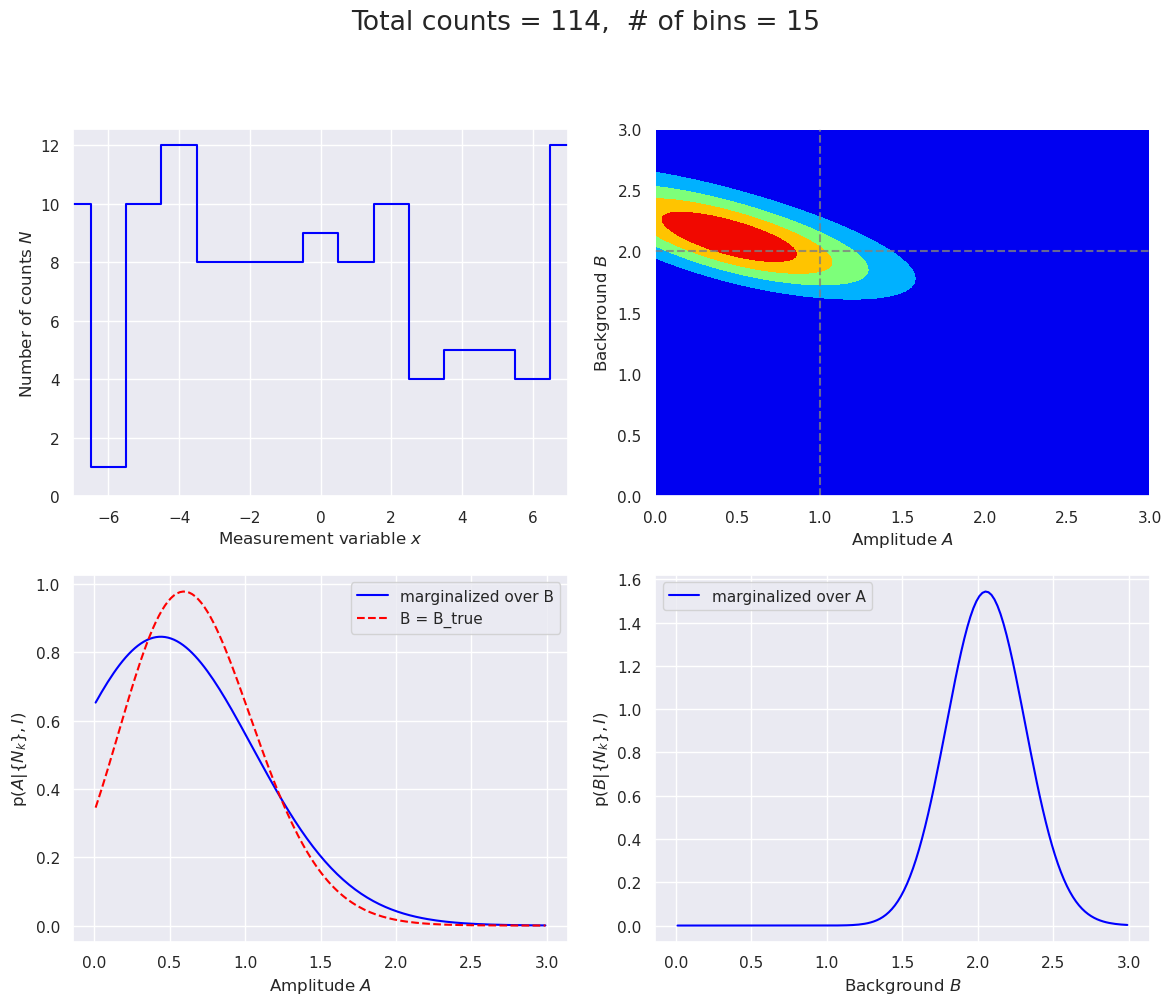 Total counts = 114,  # of bins = 15
12
10
8
6
4
2
0
Number of counts N
−6 −4 −2 0 2 4 6
Measurement variable x
3.0
2.5
2.0
1.5
1.0
0.5
0.0
Background B
0.0 0.5 1.0 1.5 2.0 2.5 3.0
Amplitude A
1.0
0.8
0.6
0.4
0.2
0.0
p(A|{N_k}, I)
marginalized over B
B = B_true
0.0 0.5 1.0 1.5 2.0 2.5 3.0
Amplitude A
1.6
1.4
1.2
1.0
0.8
0.6
0.4
0.2
0.0
p(B|{N_k}, I)
marginalized over A
0.0 0.5 1.0 1.5 2.0 2.5 3.0
Background B